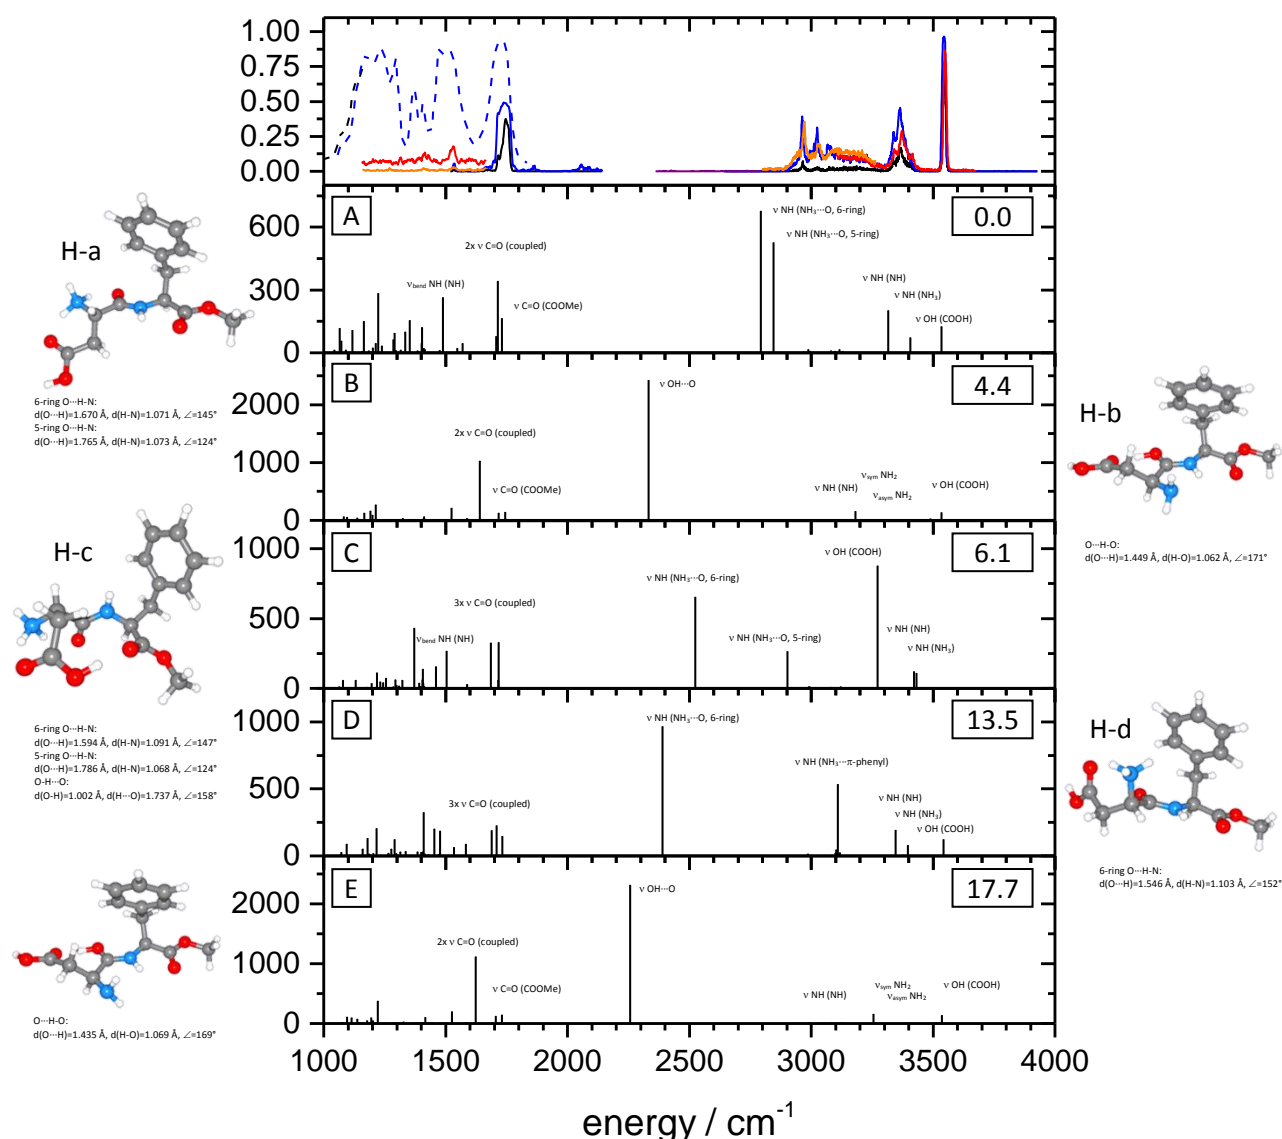 1.00
0.75
0.50
0.25
0.00
A
0.0
600
300
0
ν NH (NH₃···O, 6-ring)
ν NH (NH₃···O, 5-ring)
2x ν C=O (coupled)
ν_bend NH (NH)
ν C=O (COOMe)
ν NH (NH)
ν NH (NH₃)
ν OH (COOH)
H-a
6-ring O···H-N:
d(O···H)=1.670 Å, d(H-N)=1.071 Å, ∠=145°
5-ring O···H-N:
d(O···H)=1.765 Å, d(H-N)=1.073 Å, ∠=124°
B
4.4
2000
1000
0
ν OH···O
2x ν C=O (coupled)
ν C=O (COOMe)
ν_sym NH₂
ν NH (NH)
ν_asym NH₂
ν OH (COOH)
H-b
O···H-O:
d(O···H)=1.449 Å, d(H-O)=1.062 Å, ∠=171°
C
6.1
1000
500
0
ν OH (COOH)
ν NH (NH₃···O, 6-ring)
3x ν C=O (coupled)
ν_bend NH (NH)
ν NH (NH₃···O, 5-ring)
ν NH (NH)
ν NH (NH₃)
H-c
6-ring O···H-N:
d(O···H)=1.594 Å, d(H-N)=1.091 Å, ∠=147°
5-ring O···H-N:
d(O···H)=1.786 Å, d(H-N)=1.068 Å, ∠=124°
O-H···O:
d(O-H)=1.002 Å, d(H···O)=1.737 Å, ∠=158°
D
13.5
1000
500
0
ν NH (NH₃···O, 6-ring)
ν NH (NH₃···π-phenyl)
3x ν C=O (coupled)
ν NH (NH)
ν NH (NH₃)
ν OH (COOH)
H-d
6-ring O···H-N:
d(O···H)=1.546 Å, d(H-N)=1.103 Å, ∠=152°
E
17.7
2000
1000
0
ν OH···O
2x ν C=O (coupled)
ν C=O (COOMe)
ν NH (NH)
ν_sym NH₂
ν_asym NH₂
ν OH (COOH)
O···H-O:
d(O···H)=1.435 Å, d(H-O)=1.069 Å, ∠=169°
1000 1500 2000 2500 3000 3500 4000
energy / cm⁻¹